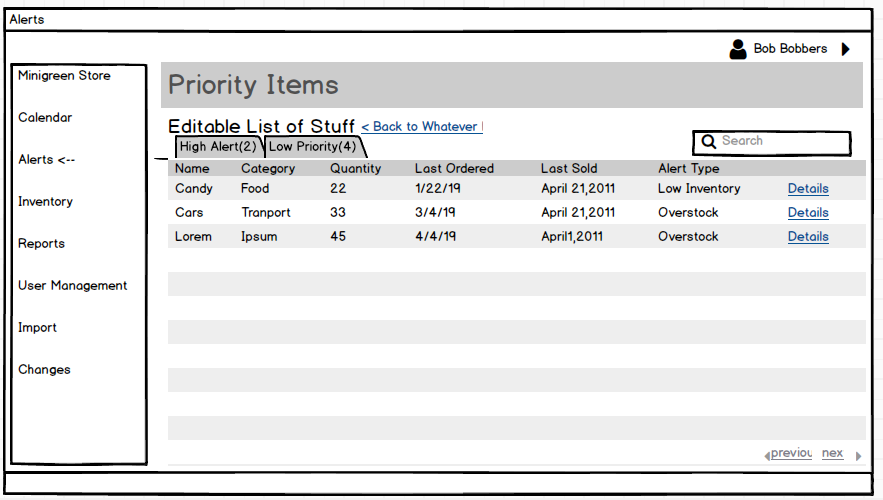 Alerts
Bob Bobbers
Minigreen Store
Calendar
Alerts <--
Inventory
Reports
User Management
Import
Changes
Priority Items
Editable List of Stuff < Back to Whatever
High Alert(2) Low Priority(4)
Search
Name Category Quantity Last Ordered Last Sold Alert Type
Candy Food 22 1/22/19 April 21,2011 Low Inventory Details
Cars Tranport 33 3/4/19 April 21,2011 Overstock Details
Lorem Ipsum 45 4/4/19 April1,2011 Overstock Details
previou nex